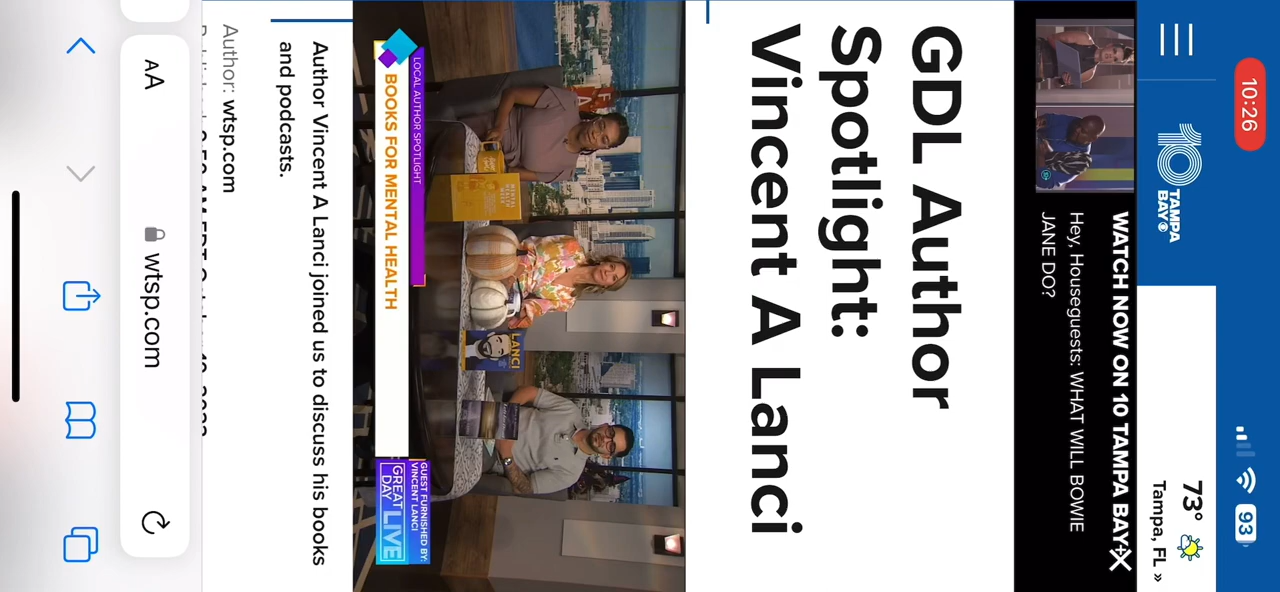 10:26
93
10
TAMPA
BAY
73°
Tampa, FL »
WATCH NOW ON 10 TAMPA BAY+
Hey, Houseguests: WHAT WILL BOWIE
JANE DO?
GDL Author
Spotlight:
Vincent A Lanci
LANCI
LOCAL AUTHOR SPOTLIGHT
BOOKS FOR MENTAL HEALTH
GUEST FURNISHED BY:
VINCENT LANCI
GREAT
DAY
LIVE
Author Vincent A Lanci joined us to discuss his books
and podcasts.
Author: wtsp.com
AA
wtsp.com